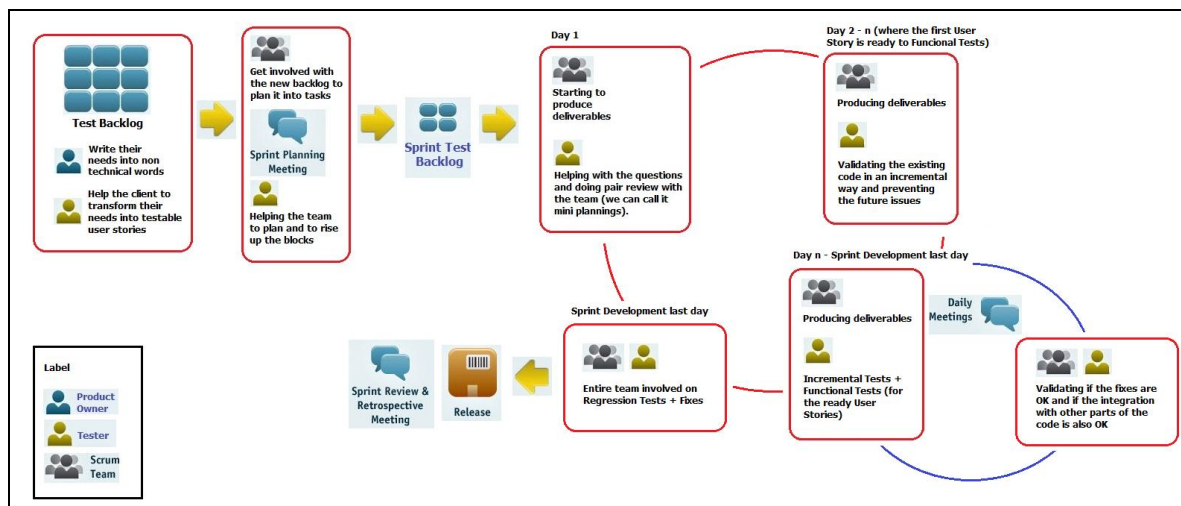 Test Backlog
Write their
needs into non
technical words
Help the client to
transform their
needs into testable
user stories
Get involved with
the new backlog to
plan it into tasks
Sprint Planning
Meeting
Helping the team
to plan and to rise
up the blocks
Sprint Test
Backlog
Day 1
Starting to
produce
deliverables
Helping with the questions
and doing pair review with
the team (we can call it
mini plannings).
Day 2 - n (where the first User
Story is ready to Funcional Tests)
Producing deliverables
Validating the existing
code in an incremental
way and preventing
the future issues
Day n - Sprint Development last day
Producing deliverables
Incremental Tests +
Functional Tests (for
the ready User
Stories)
Daily
Meetings
Validating if the fixes are
OK and if the integration
with other parts of the
code is also OK
Sprint Development last day
Entire team involved on
Regression Tests + Fixes
Release
Sprint Review &
Retrospective
Meeting
Label
Product
Owner
Tester
Scrum
Team